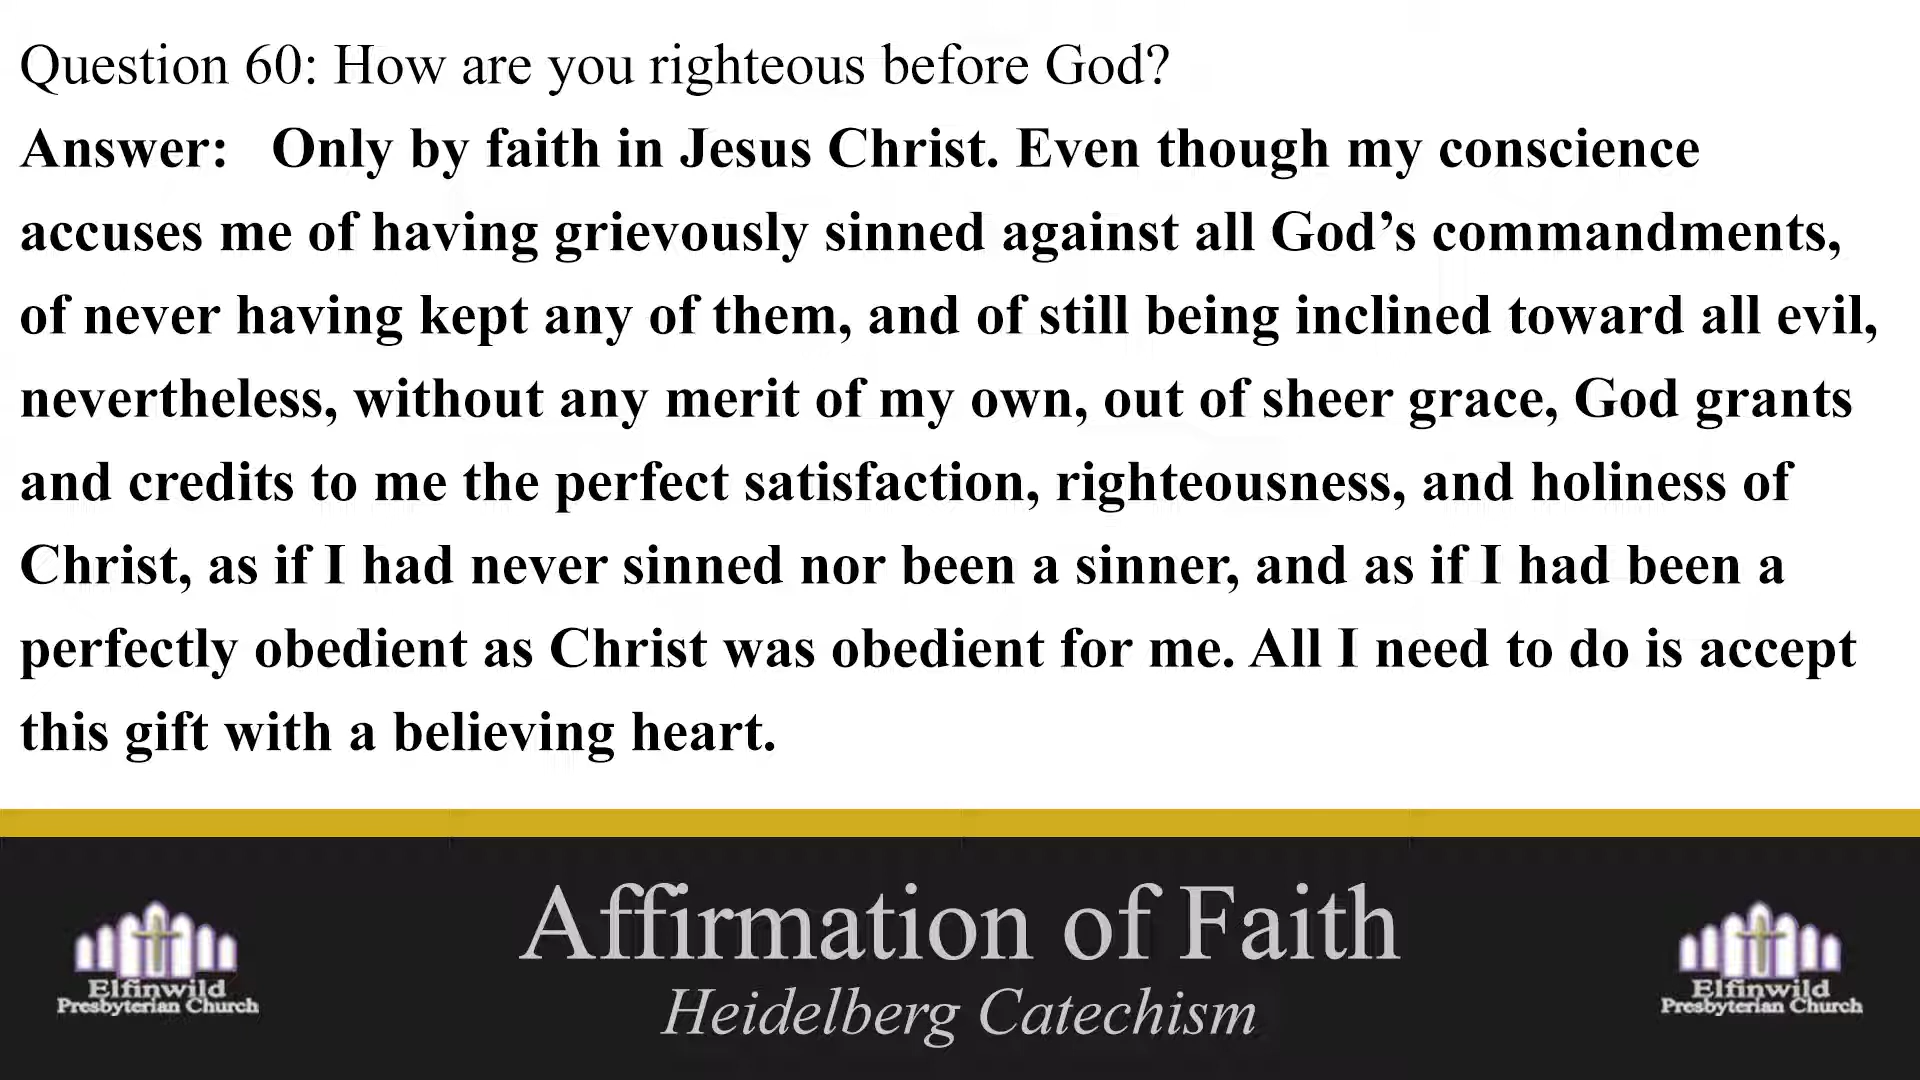 Question 60: How are you righteous before God?
Answer:   Only by faith in Jesus Christ. Even though my conscience
accuses me of having grievously sinned against all God’s commandments,
of never having kept any of them, and of still being inclined toward all evil,
nevertheless, without any merit of my own, out of sheer grace, God grants
and credits to me the perfect satisfaction, righteousness, and holiness of
Christ, as if I had never sinned nor been a sinner, and as if I had been a
perfectly obedient as Christ was obedient for me. All I need to do is accept
this gift with a believing heart.
Affirmation of Faith
Heidelberg Catechism
Elfinwild
Presbyterian Church
Elfinwild
Presbyterian Church